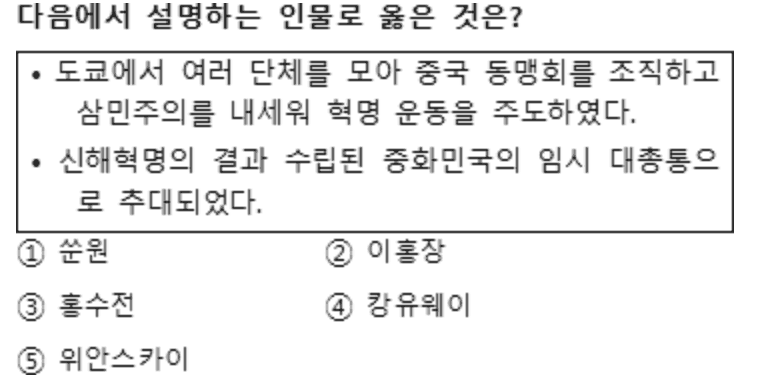 다음에서 설명하는 인물로 옳은 것은?
• 도쿄에서 여러 단체를 모아 중국 동맹회를 조직하고
삼민주의를 내세워 혁명 운동을 주도하였다.
• 신해혁명의 결과 수립된 중화민국의 임시 대총통으
로 추대되었다.
① 쑨원 ② 이홍장
③ 홍수전 ④ 캉유웨이
⑤ 위안스카이